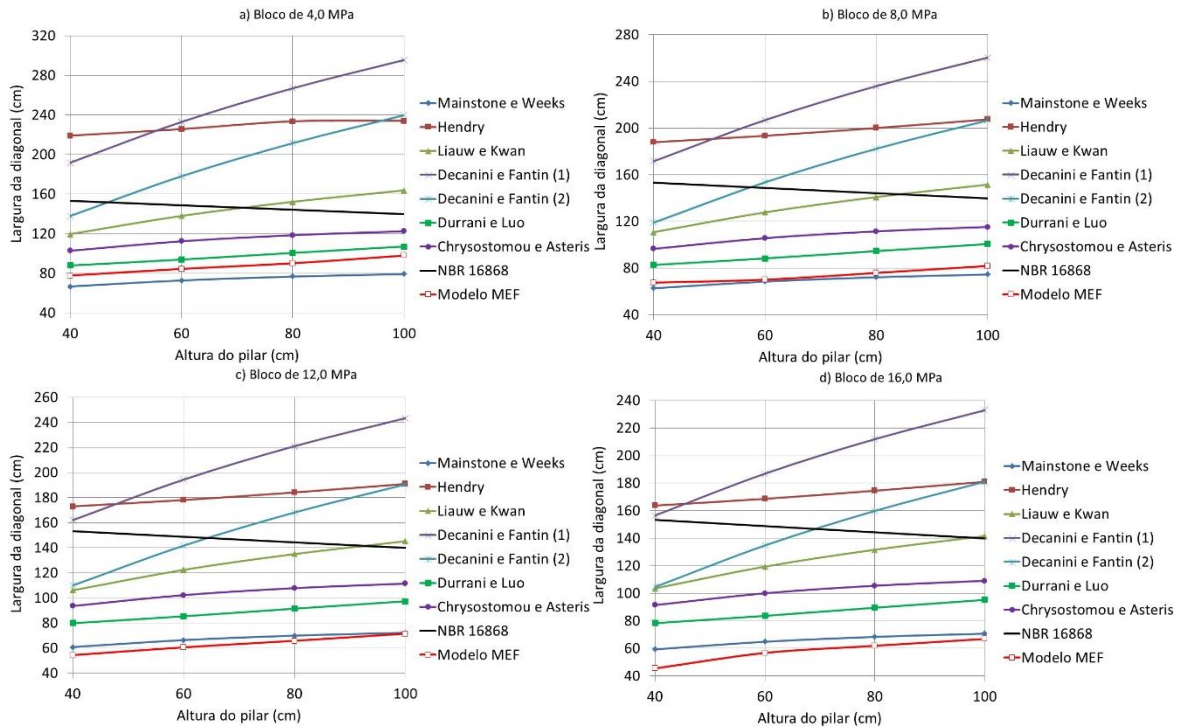 a) Bloco de 4,0 MPa
Largura da diagonal (cm)
320
280
240
200
160
120
80
40
40 60 80 100
Altura do pilar (cm)
Mainstone e Weeks
Hendry
Liauw e Kwan
Decanini e Fantin (1)
Decanini e Fantin (2)
Durrani e Luo
Chrysostomou e Asteris
NBR 16868
Modelo MEF
b) Bloco de 8,0 MPa
Largura da diagonal (cm)
280
240
200
160
120
80
40
40 60 80 100
Altura do pilar (cm)
Mainstone e Weeks
Hendry
Liauw e Kwan
Decanini e Fantin (1)
Decanini e Fantin (2)
Durrani e Luo
Chrysostomou e Asteris
NBR 16868
Modelo MEF
c) Bloco de 12,0 MPa
Largura da diagonal (cm)
260
240
220
200
180
160
140
120
100
80
60
40
40 60 80 100
Altura do pilar (cm)
Mainstone e Weeks
Hendry
Liauw e Kwan
Decanini e Fantin (1)
Decanini e Fantin (2)
Durrani e Luo
Chrysostomou e Asteris
NBR 16868
Modelo MEF
d) Bloco de 16,0 MPa
Largura da diagonal (cm)
240
220
200
180
160
140
120
100
80
60
40
40 60 80 100
Altura do pilar (cm)
Mainstone e Weeks
Hendry
Liauw e Kwan
Decanini e Fantin (1)
Decanini e Fantin (2)
Durrani e Luo
Chrysostomou e Asteris
NBR 16868
Modelo MEF